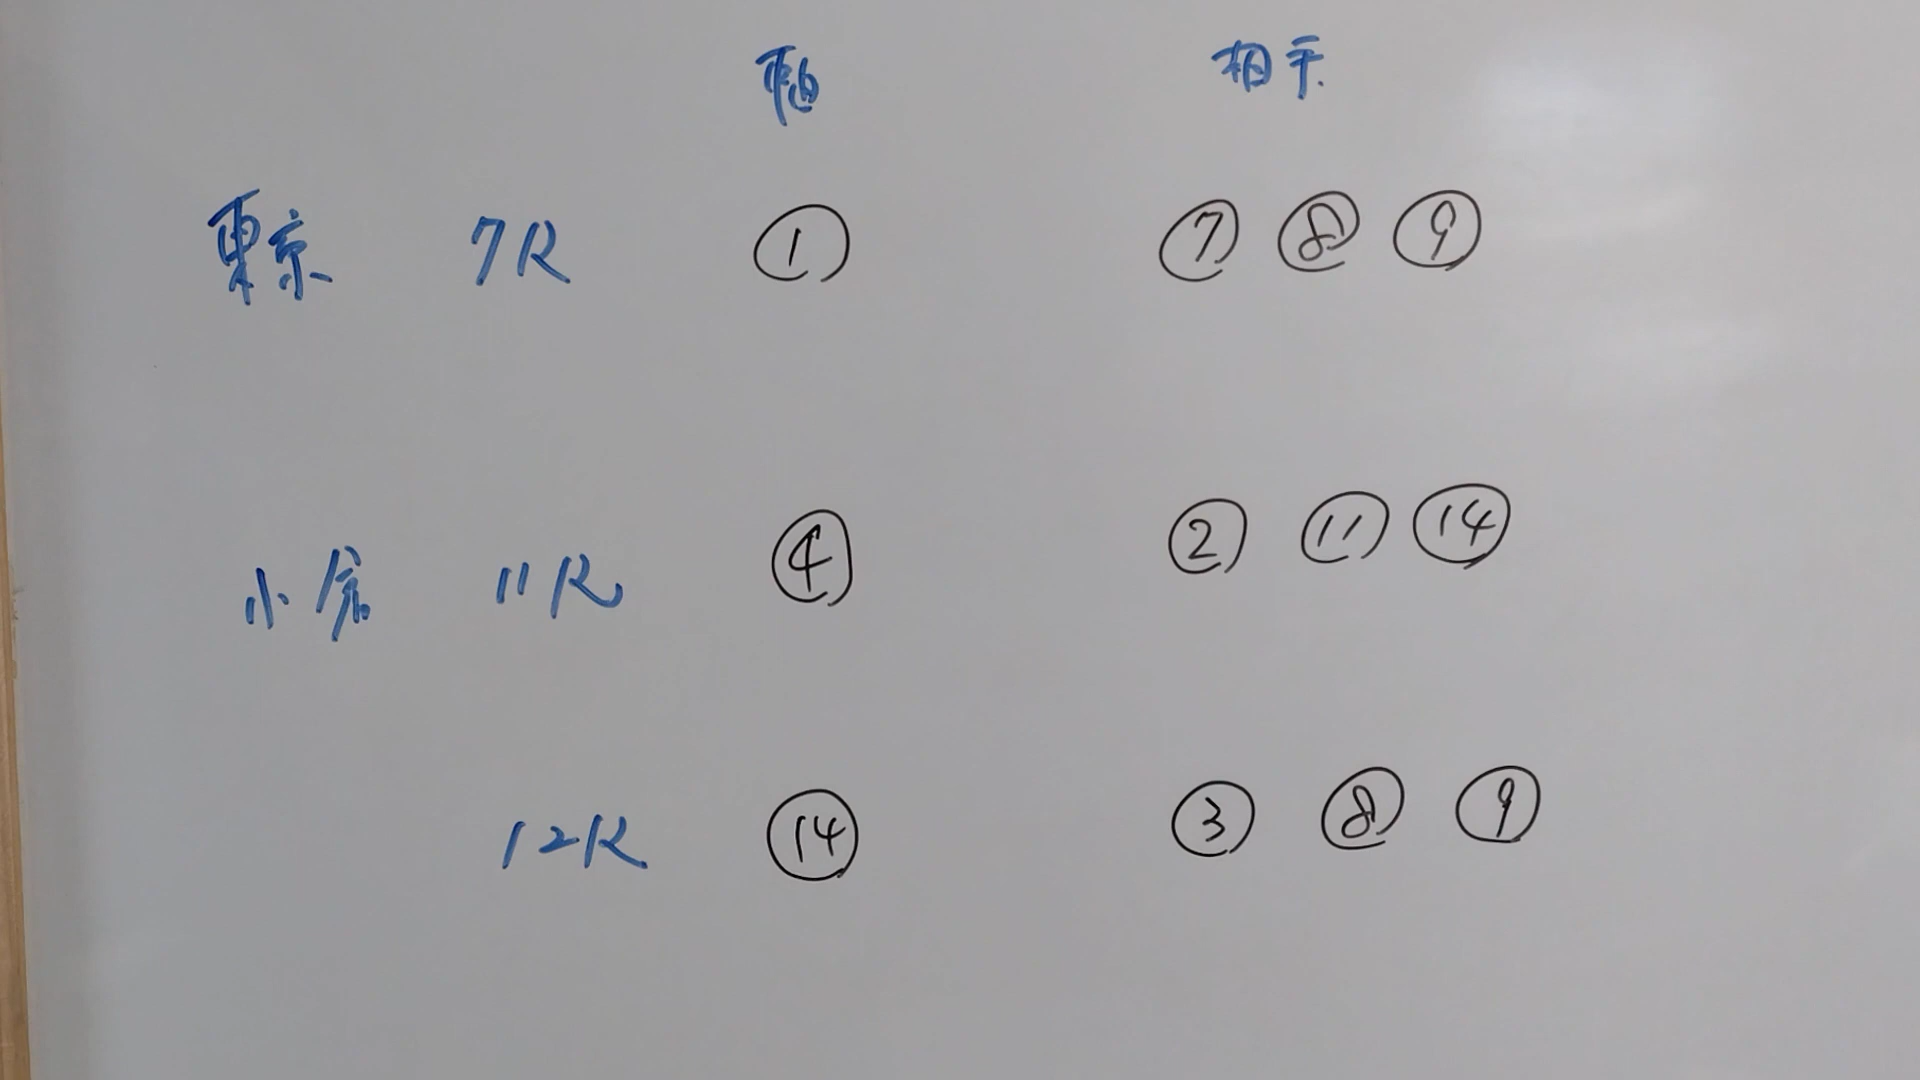 軸 相手
東京 7R ① ⑦ ⑧ ⑨
小倉 11R ④ ② ⑪ ⑭
12R ⑭ ③ ⑧ ⑨